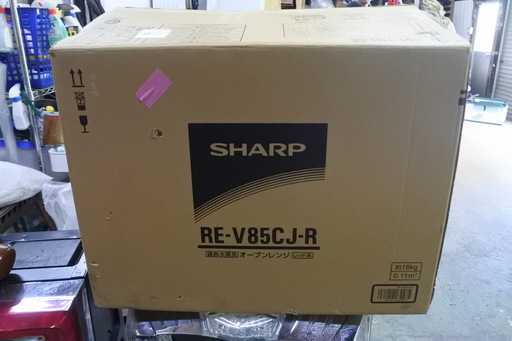 SHARP
RE-V85CJ-R
過熱水蒸気 オーブンレンジ レッド系
約16kg
0.11m³